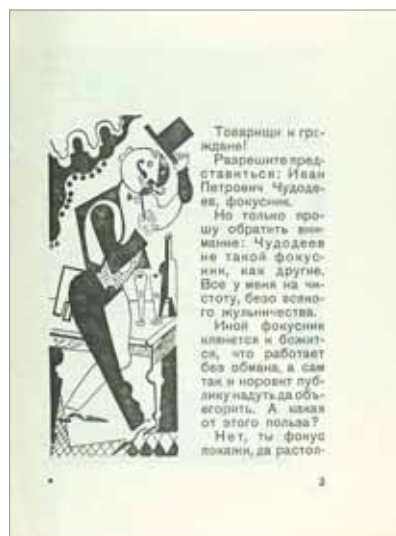 Товарищи и гра-
ждане!
Разрешите пред-
ставиться: Иван
Петрович Чудоде-
ев, фокусник.
Но только про-
шу обратить вни-
мание: Чудодеев
не такой фокус-
ник, как другие.
Все у меня на чи-
стоту, безо всяко-
го жульничества.
Иной фокусник
клянется и божит-
ся, что работает
без обмана, а сам
так и норовит пуб-
лику надуть да объ-
егорить. А какая
от этого польза?
Нет, ты фокус
покажи, да растол-
3